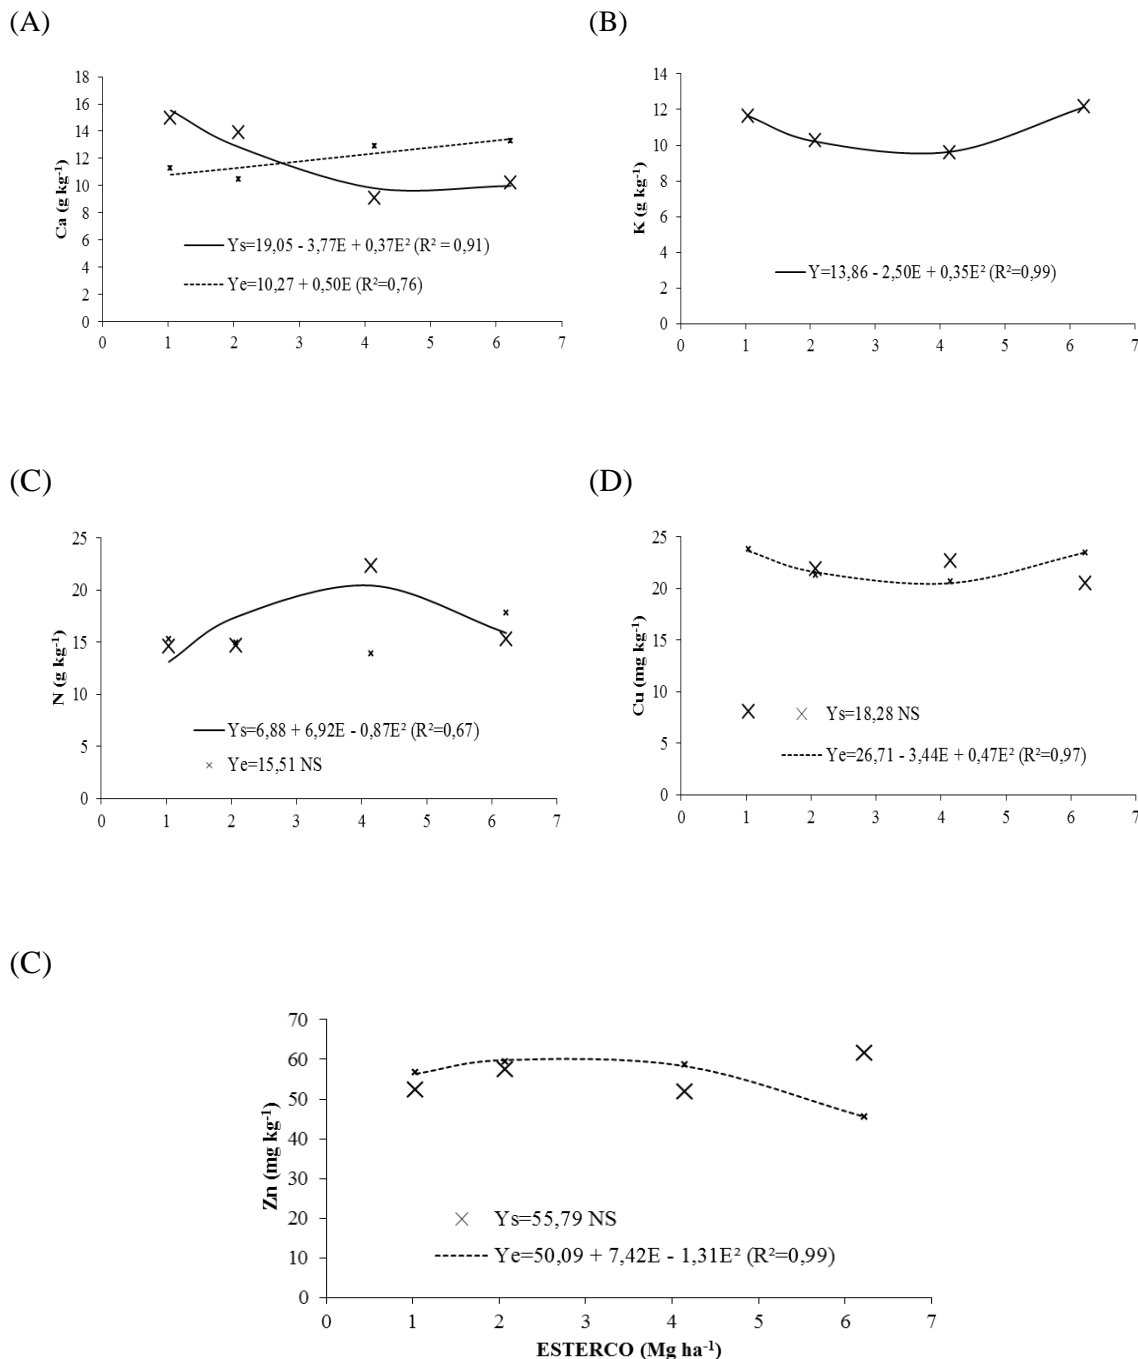 (A)
(B)
18
16
14
12
10
8
6
4
2
0
Ca (g kg⁻¹)
Ys=19,05 - 3,77E + 0,37E² (R² = 0,91)
Ye=10,27 + 0,50E (R²=0,76)
0 1 2 3 4 5 6 7
14
12
10
8
6
4
2
0
K (g kg⁻¹)
Y=13,86 - 2,50E + 0,35E² (R²=0,99)
0 1 2 3 4 5 6 7
(C)
(D)
25
20
15
10
5
0
N (g kg⁻¹)
Ys=6,88 + 6,92E - 0,87E² (R²=0,67)
Ye=15,51 NS
0 1 2 3 4 5 6 7
25
20
15
10
5
0
Cu (mg kg⁻¹)
Ys=18,28 NS
Ye=26,71 - 3,44E + 0,47E² (R²=0,97)
0 1 2 3 4 5 6 7
(C)
70
60
50
40
30
20
10
0
Zn (mg kg⁻¹)
Ys=55,79 NS
Ye=50,09 + 7,42E - 1,31E² (R²=0,99)
0 1 2 3 4 5 6 7
ESTERCO (Mg ha⁻¹)